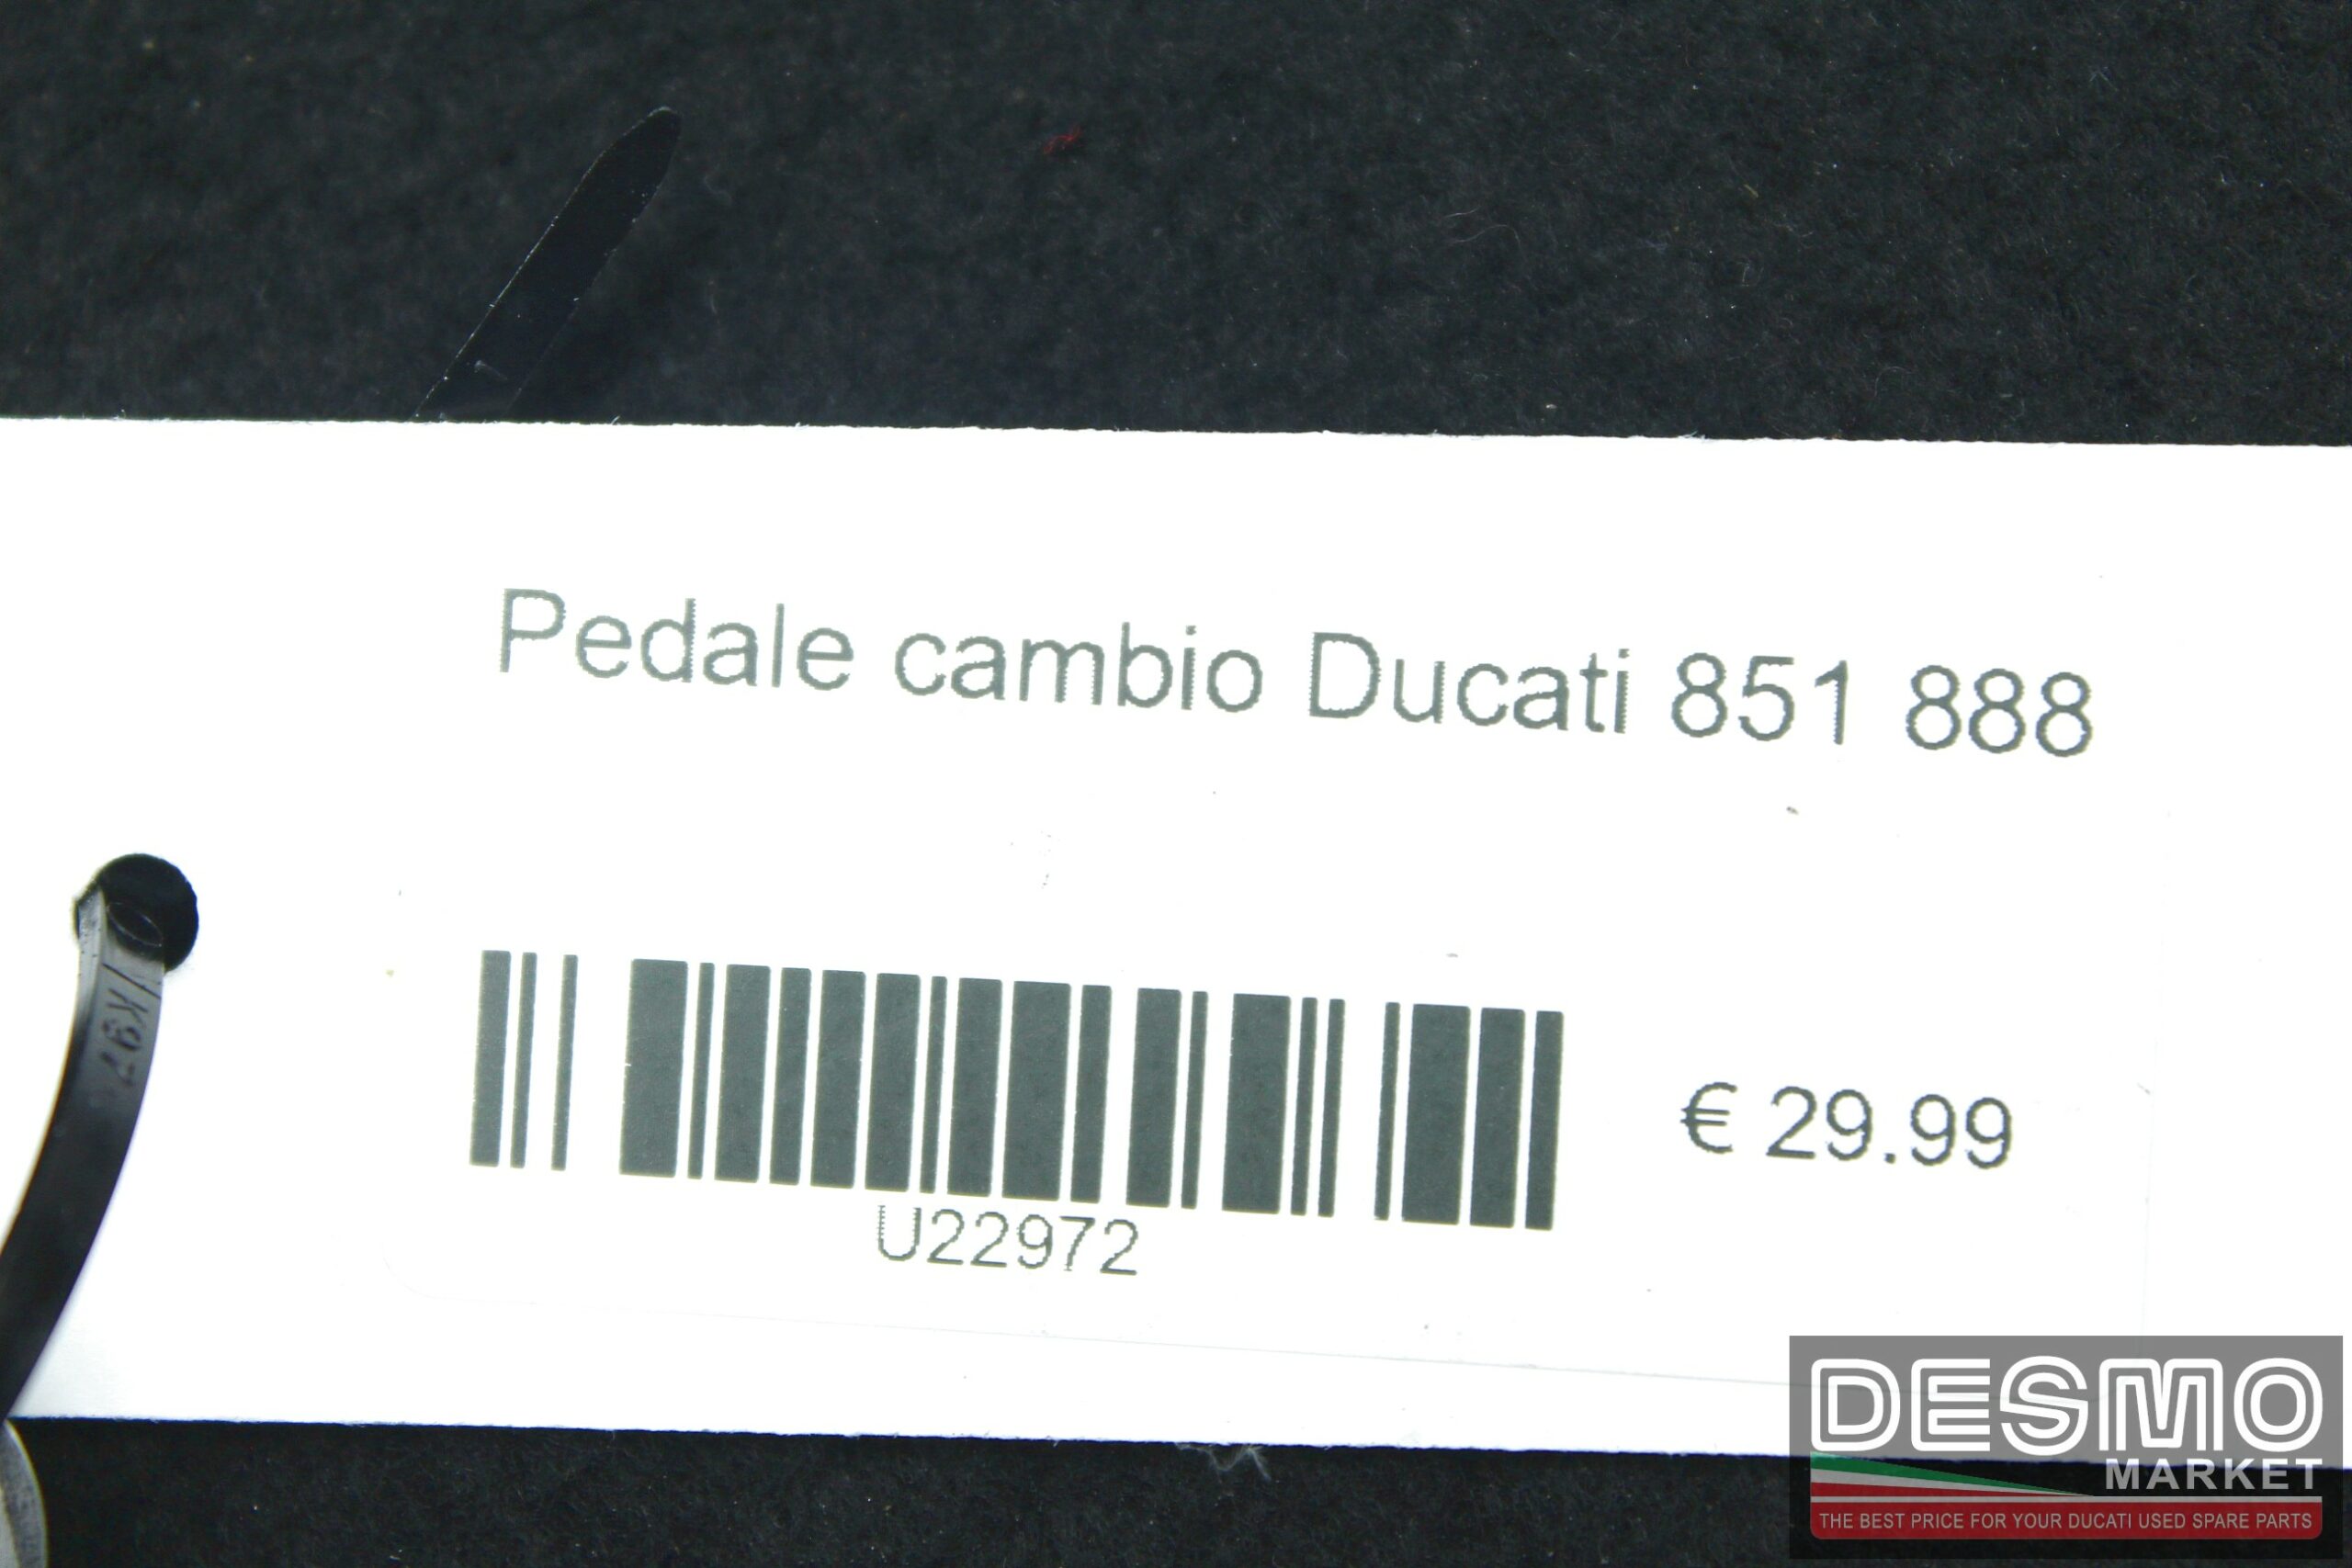 Pedale cambio Ducati 851 888
€ 29.99
U22972
DESMO
MARKET
THE BEST PRICE FOR YOUR DUCATI USED SPARE PARTS